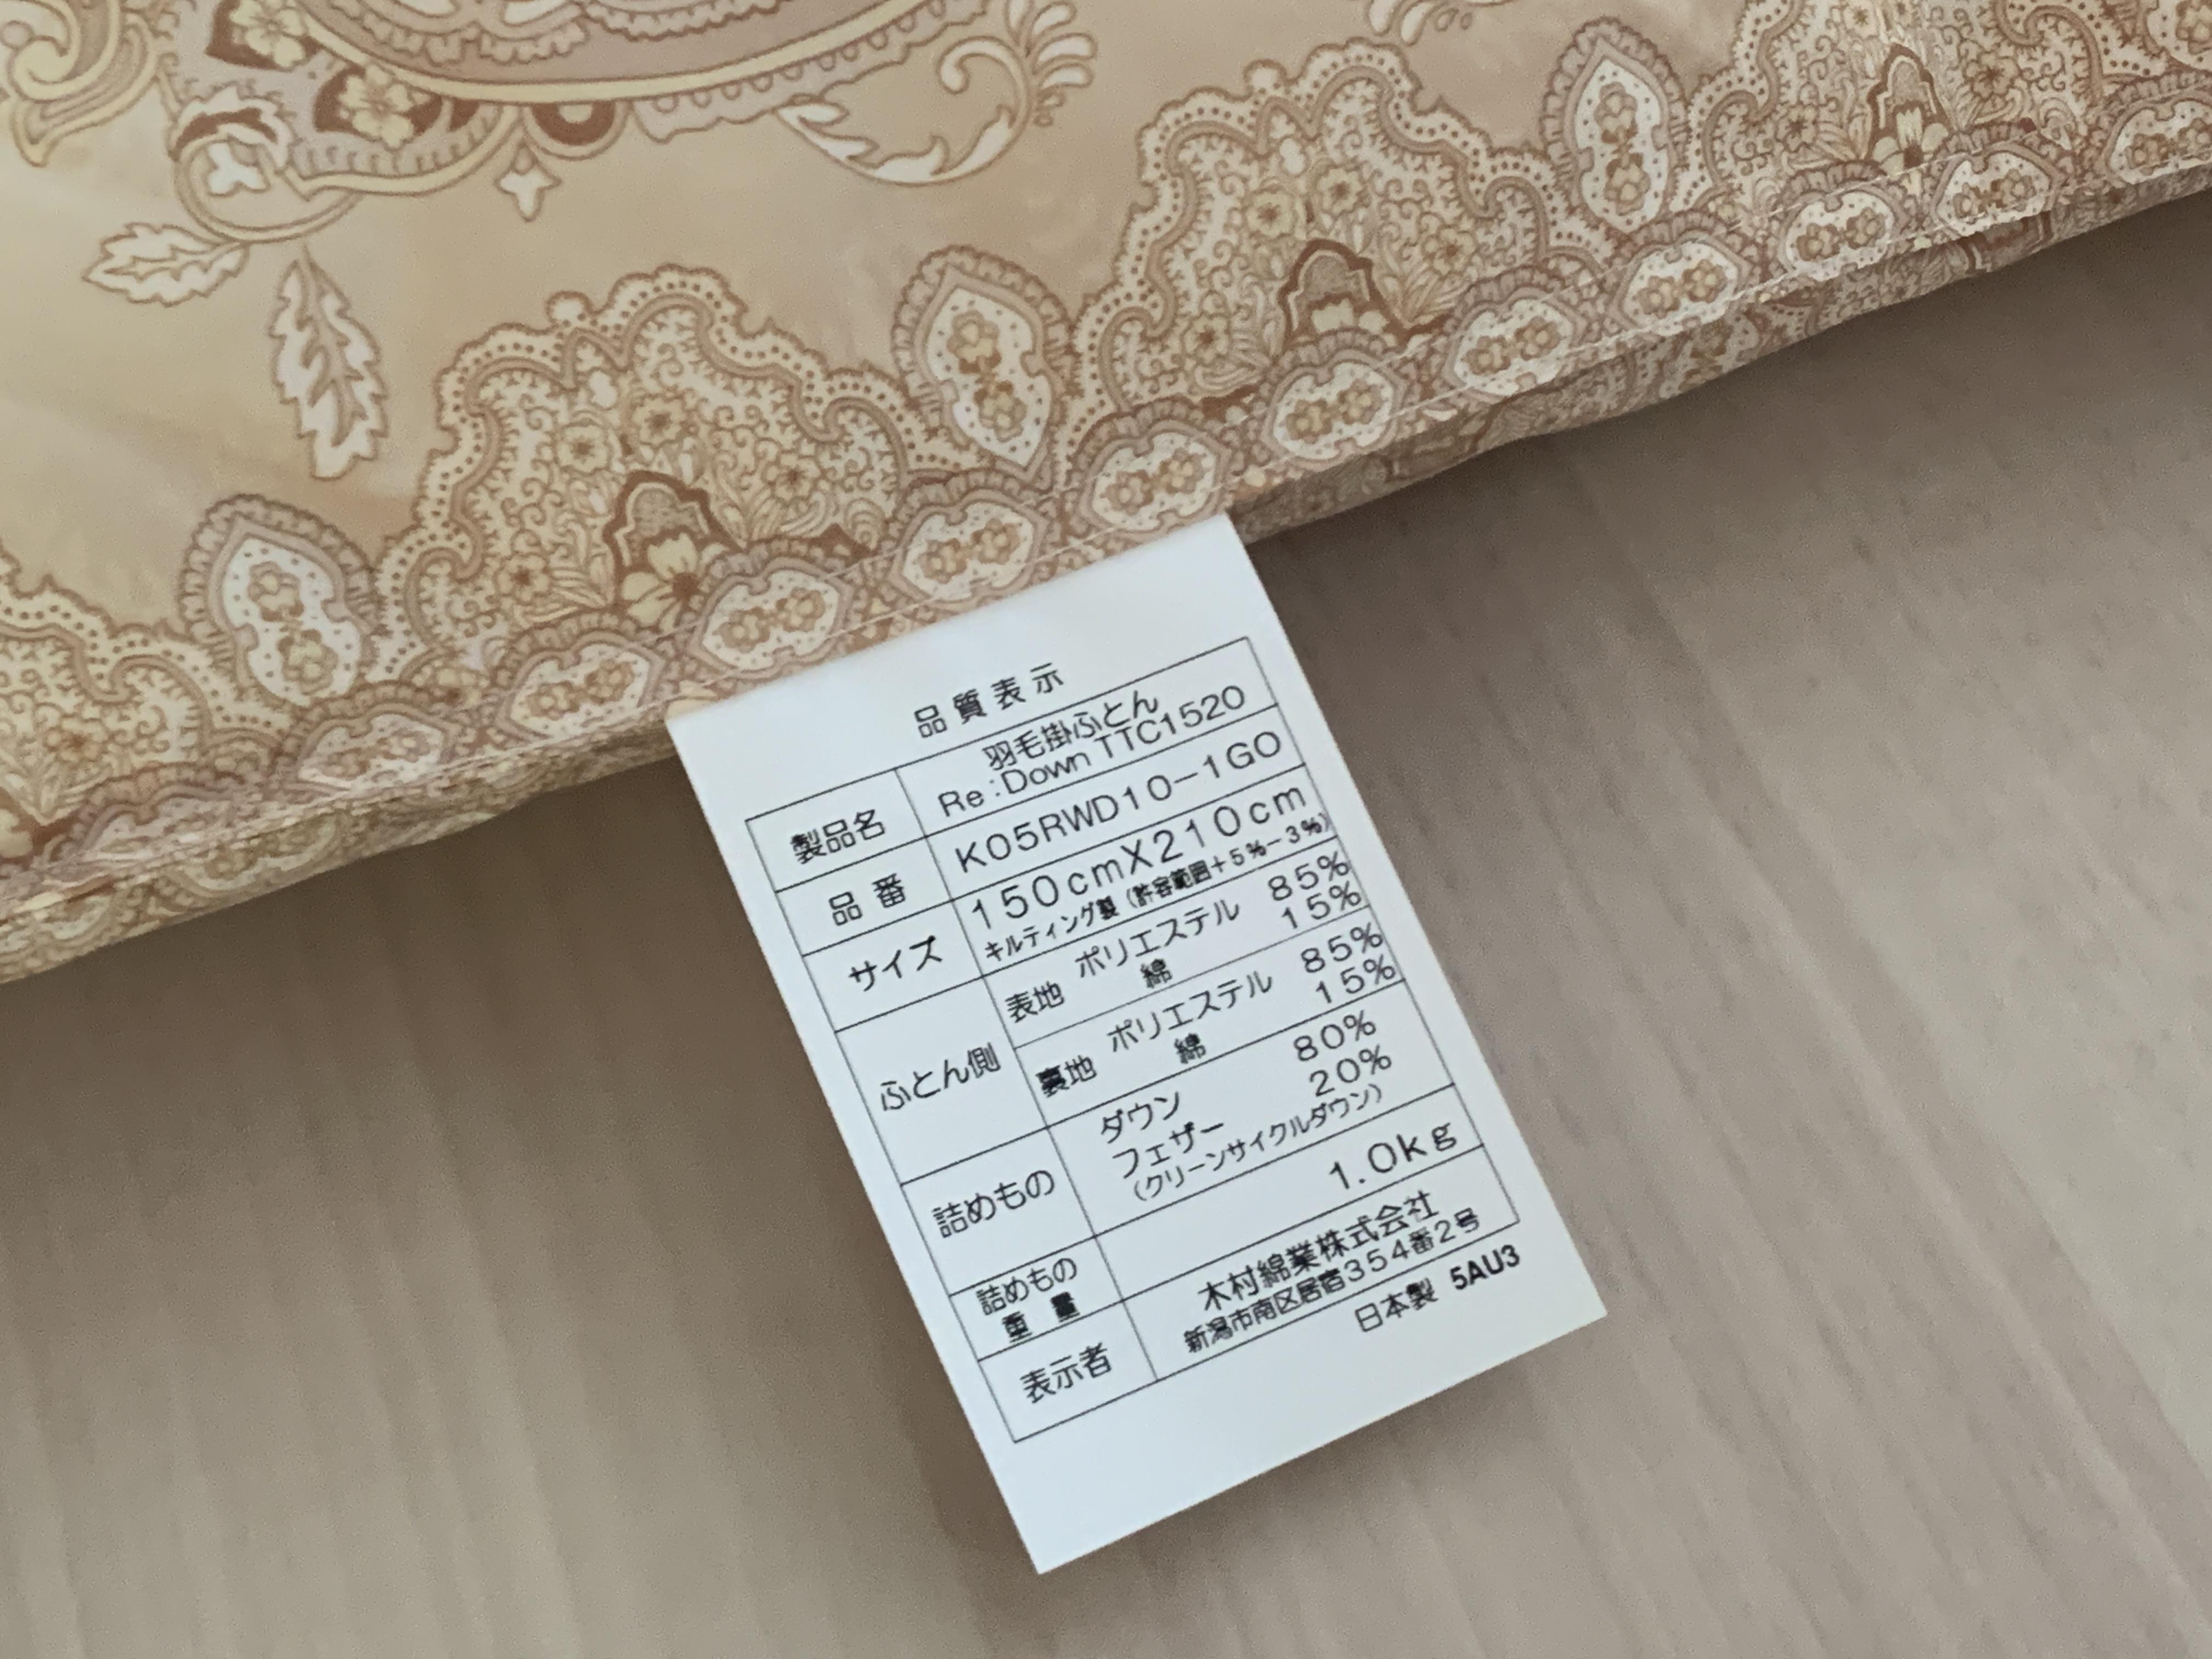 品質表示
製品名 羽毛掛ふとん
Re:Down TTC1520
品番 K05RWD10-1GO
サイズ 150cmX210cm
キルティング製(許容範囲+5%-3%)
ふとん側 表地 ポリエステル 85%
綿 15%
裏地 ポリエステル 85%
綿 15%
詰めもの ダウン 80%
フェザー 20%
(クリーンサイクルダウン)
詰めもの重量 1.0kg
表示者 木村綿業株式会社
新潟市南区居宿354番2号
日本製 5AU3